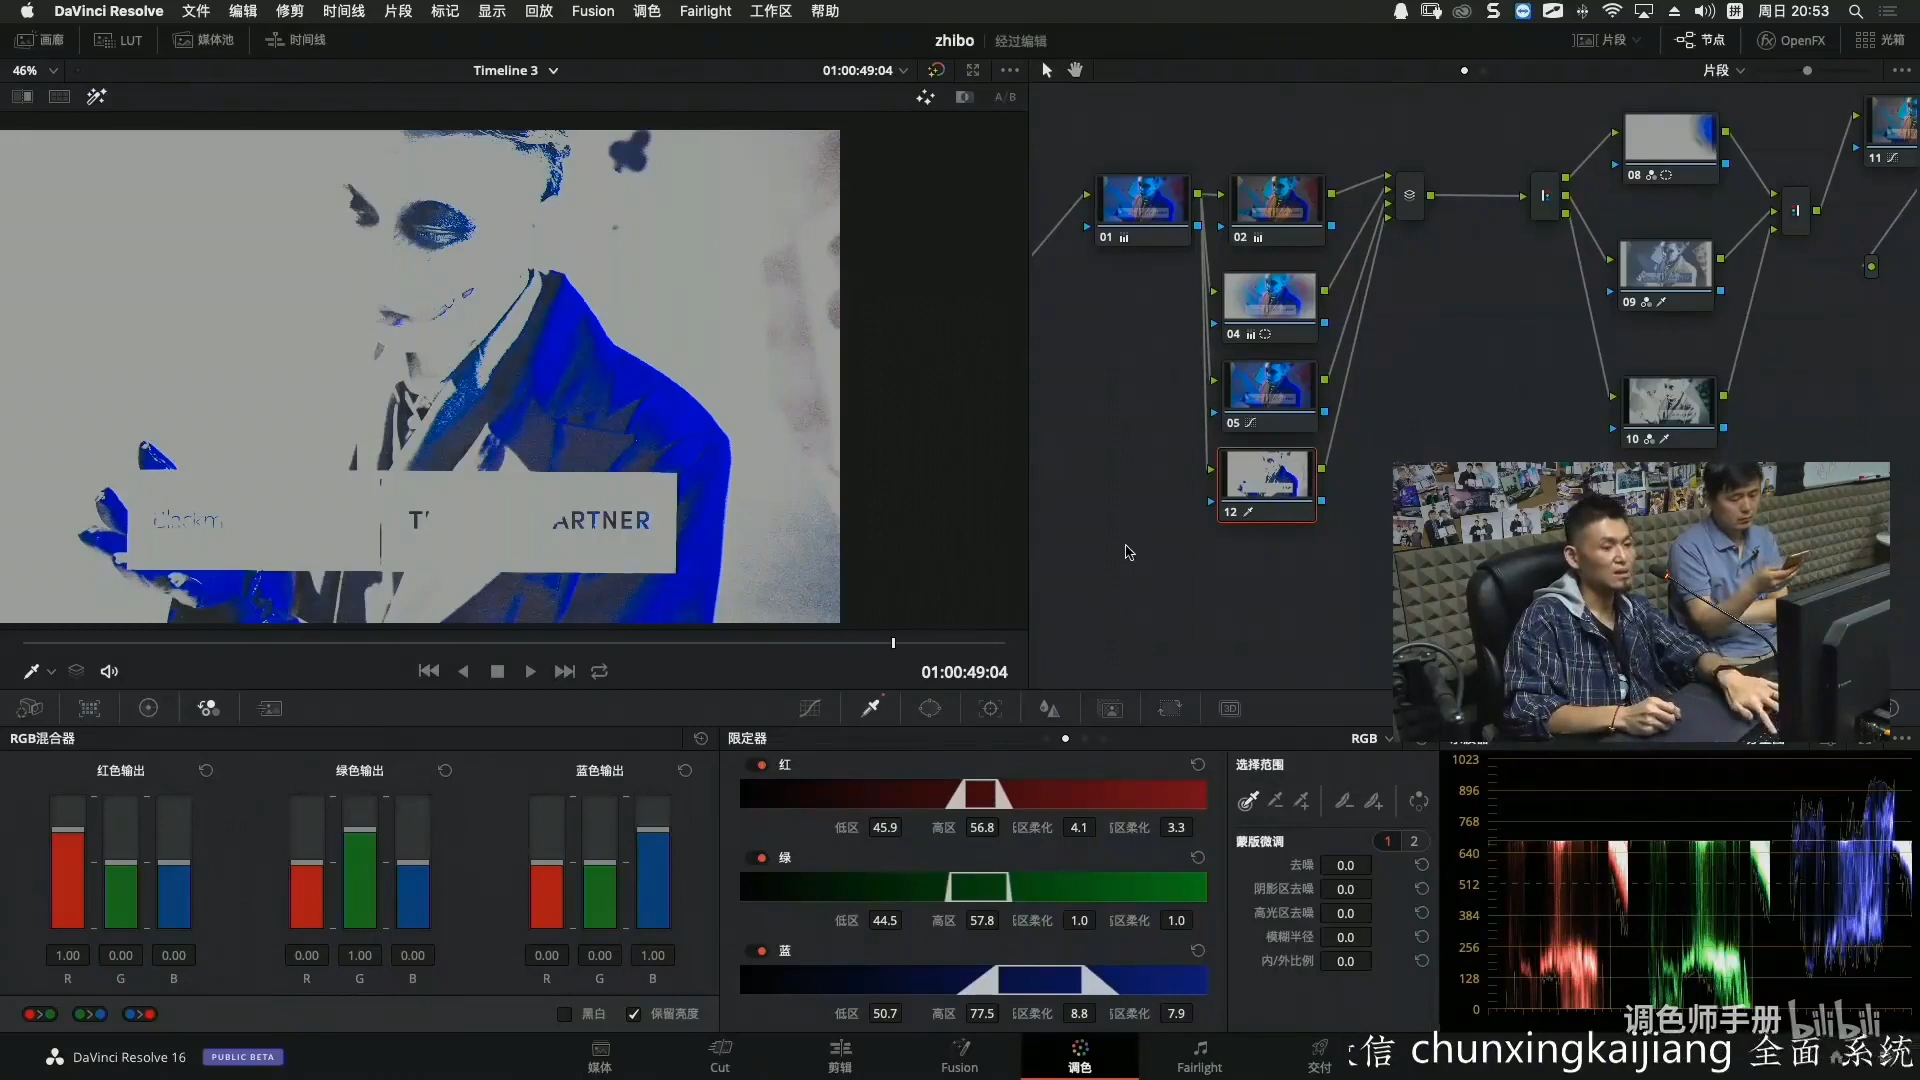 DaVinci Resolve 文件 编辑 修剪 时间线 片段 标记 显示 回放 Fusion 调色 Fairlight 工作区 帮助 拼 周日 20:53
画廊 LUT 媒体池 时间线 zhibo 经过编辑 片段 节点 OpenFX 光箱
46% Timeline 3 01:00:49:04 片段
A/B
01
02
04
05
12
08
09
10
11
ARTNER
01:00:49:04
3D
RGB混合器 限定器 RGB
红色输出 绿色输出 蓝色输出
1.00 0.00 0.00 0.00 1.00 0.00 0.00 0.00 1.00
R G B R G B R G B
黑白 保留亮度
红
低区 45.9 高区 56.8 区柔化 4.1 区柔化 3.3
绿
低区 44.5 高区 57.8 区柔化 1.0 区柔化 1.0
蓝
低区 50.7 高区 77.5 区柔化 8.8 区柔化 7.9
选择范围
蒙版微调 1 2
去噪 0.0
阴影区去噪 0.0
高光区去噪 0.0
模糊半径 0.0
内/外比例 0.0
1023
896
768
640
512
384
256
128
0
调色师手册 bilibili
信 chunxingkaijiang 全面 系统
DaVinci Resolve 16 PUBLIC BETA
媒体 Cut 剪辑 Fusion 调色 Fairlight 交付